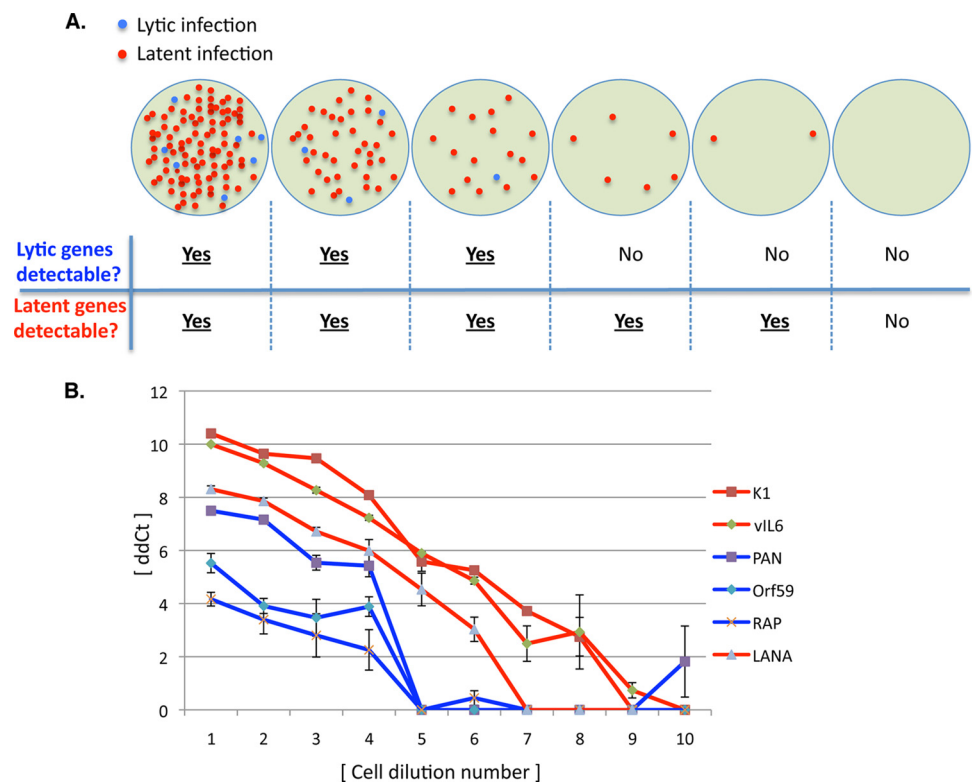 A.
Lytic infection
Latent infection
Lytic genes
detectable?
Yes Yes Yes No No No
Latent genes
detectable?
Yes Yes Yes Yes Yes No
B.
12
10
8
6
4
2
0
[ ddCt ]
1 2 3 4 5 6 7 8 9 10
[ Cell dilution number ]
K1
vIL6
PAN
Orf59
RAP
LANA